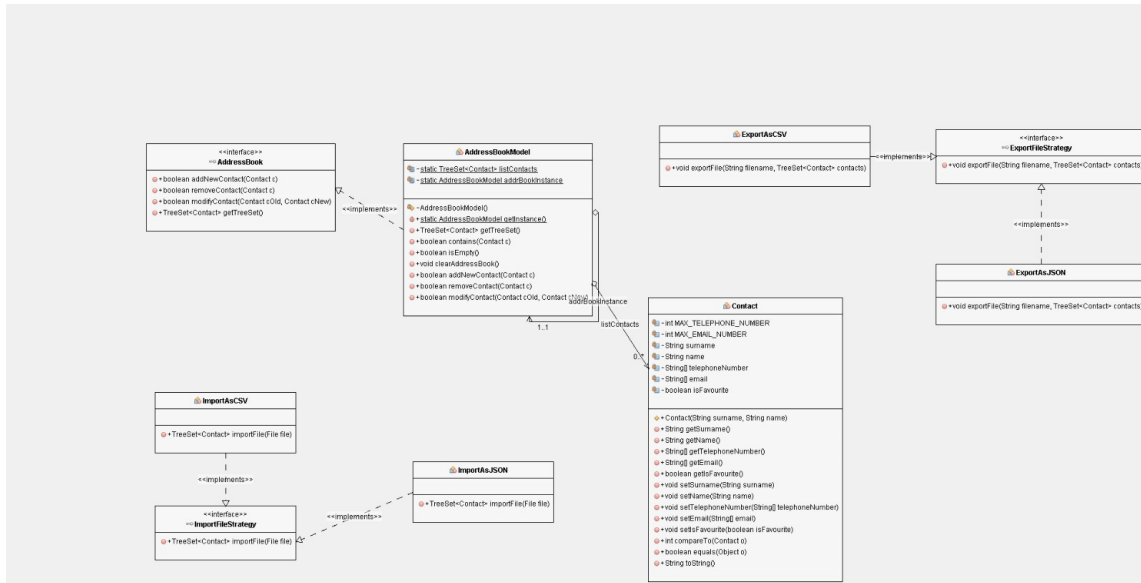 <<interface>>
AddressBook
+boolean addNewContact(Contact c)
+boolean removeContact(Contact c)
+boolean modifyContact(Contact cOld, Contact cNew)
+TreeSet<Contact> getTreeSet()
<<implements>>
AddressBookModel
-static TreeSet<Contact> listContacts
-static AddressBookModel addrBookInstance
-AddressBookModel()
+static AddressBookModel getInstance()
+TreeSet<Contact> getTreeSet()
+boolean contains(Contact c)
+boolean isEmpty()
+void clearAddressBook()
+boolean addNewContact(Contact c)
+boolean removeContact(Contact c)
+boolean modifyContact(Contact cOld, Contact cNew)
addrBookInstance
1..1
listContacts
0..*
ExportAsCSV
+void exportFile(String filename, TreeSet<Contact> contacts)
<<implements>>
<<interface>>
ExportFileStrategy
+void exportFile(String filename, TreeSet<Contact> contacts)
<<implements>>
ExportAsJSON
+void exportFile(String filename, TreeSet<Contact> contacts)
Contact
-int MAX_TELEPHONE_NUMBER
-int MAX_EMAIL_NUMBER
-String surname
-String name
-String[] telephoneNumber
-String[] email
-boolean isFavourite
+Contact(String surname, String name)
+String getSurname()
+String getName()
+String[] getTelephoneNumber()
+String[] getEmail()
+boolean getIsFavourite()
+void setSurname(String surname)
+void setName(String name)
+void setTelephoneNumber(String[] telephoneNumber)
+void setEmail(String[] email)
+void setIsFavourite(boolean isFavourite)
+int compareTo(Contact o)
+boolean equals(Object o)
+String toString()
ImportAsCSV
+TreeSet<Contact> importFile(File file)
<<implements>>
<<interface>>
ImportFileStrategy
+TreeSet<Contact> importFile(File file)
<<implements>>
ImportAsJSON
+TreeSet<Contact> importFile(File file)